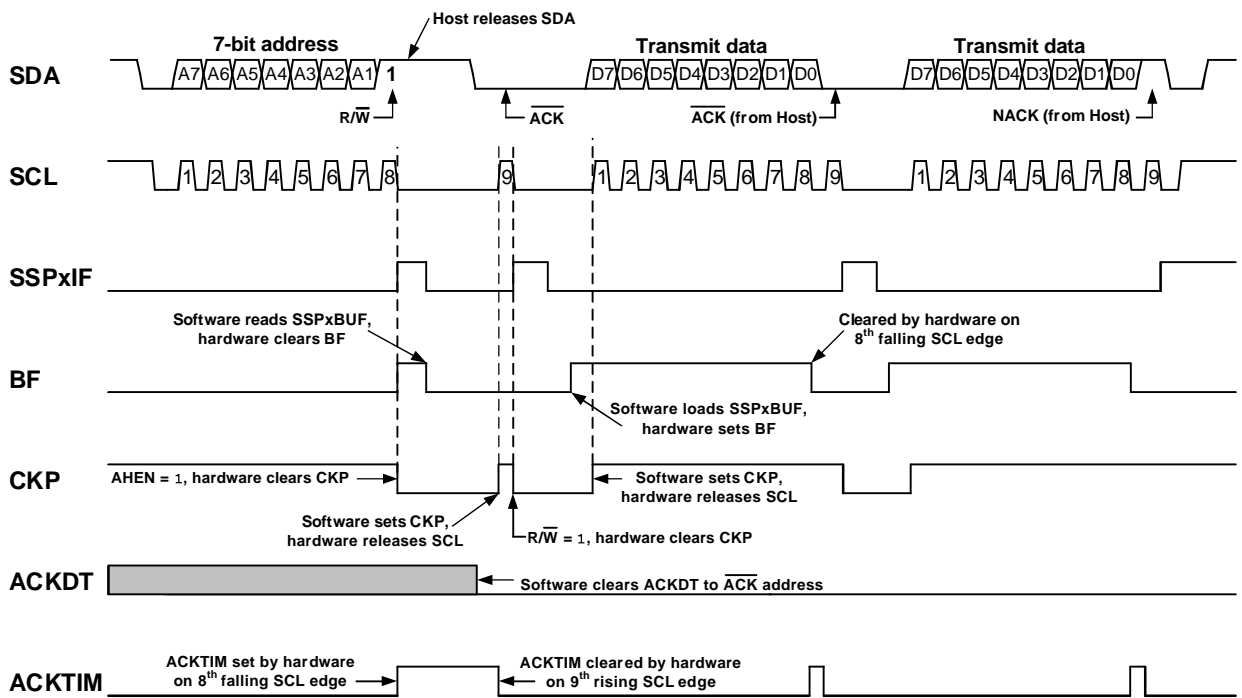 Host releases SDA
7-bit address
Transmit data
Transmit data
SDA
A7 A6 A5 A4 A3 A2 A1 1
D7 D6 D5 D4 D3 D2 D1 D0
D7 D6 D5 D4 D3 D2 D1 D0
R/W̅
A̅C̅K̅
A̅C̅K̅ (from Host)
NACK (from Host)
SCL
1 2 3 4 5 6 7 8
9
1 2 3 4 5 6 7 8 9
1 2 3 4 5 6 7 8 9
SSPxIF
Software reads SSPxBUF,
hardware clears BF
Cleared by hardware on
8th falling SCL edge
BF
Software loads SSPxBUF,
hardware sets BF
CKP
AHEN = 1, hardware clears CKP
Software sets CKP,
hardware releases SCL
Software sets CKP,
hardware releases SCL
R/W̅ = 1, hardware clears CKP
ACKDT
Software clears ACKDT to A̅C̅K̅ address
ACKTIM
ACKTIM set by hardware
on 8th falling SCL edge
ACKTIM cleared by hardware
on 9th rising SCL edge